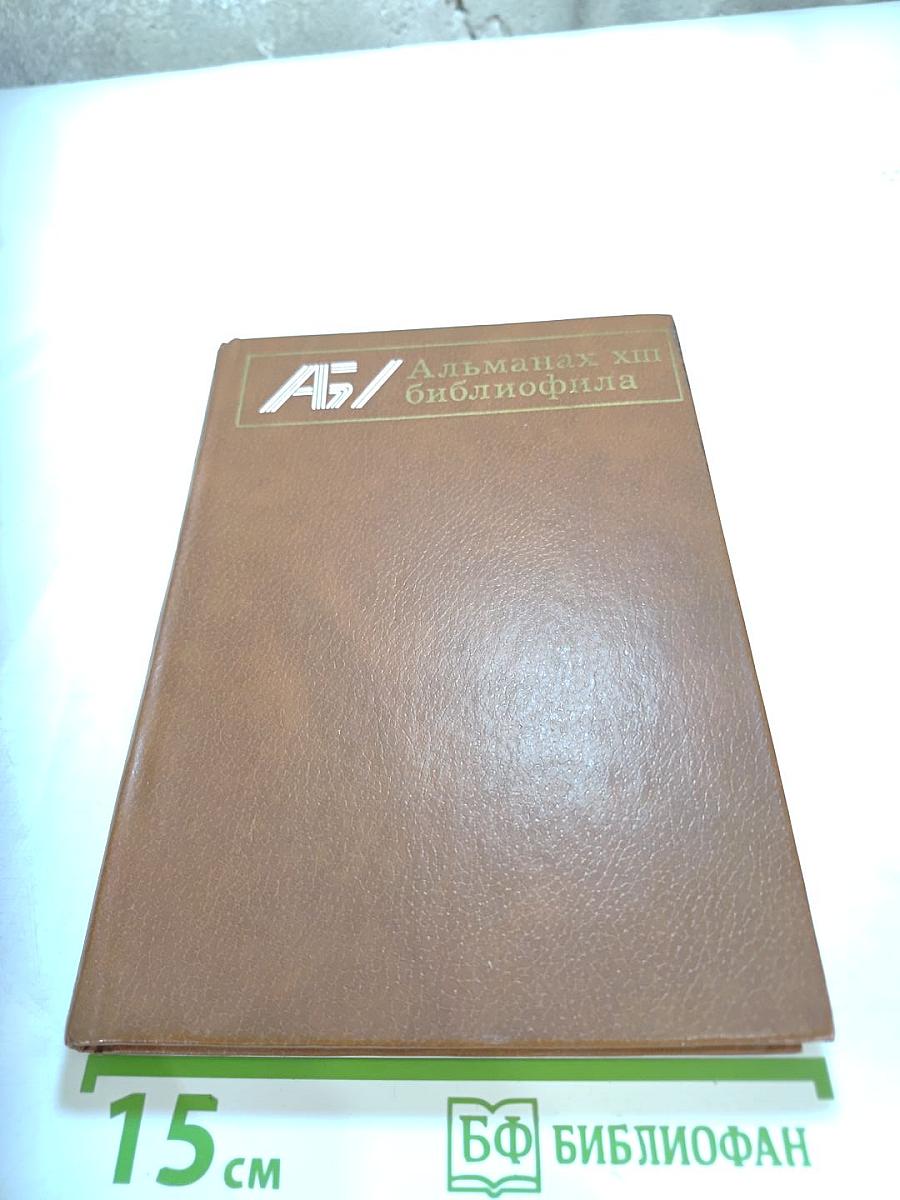 АБ/
Альманах XIII
библиофила
15 см
БФ БИБЛИОФАН